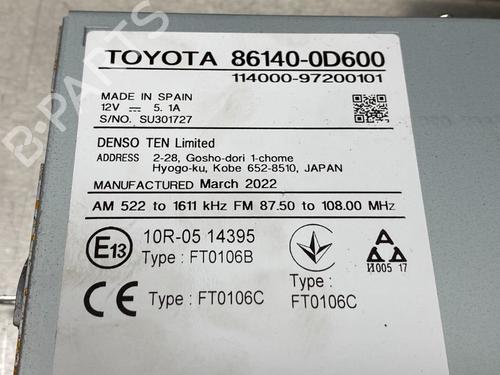 TOYOTA 86140-0D600
114000-97200101
MADE IN SPAIN
12V 5. 1A
S/NO. SU301727
DENSO TEN Limited
ADDRESS 2-28, Gosho-dori 1-chome
Hyogo-ku, Kobe 652-8510, JAPAN
MANUFACTURED March 2022
AM 522 to 1611 kHz FM 87.50 to 108.00 MHz
E13 10R-05 14395
Type : FT0106B
CE Type : FT0106C
Type :
FT0106C
И005 17
B-PARTS